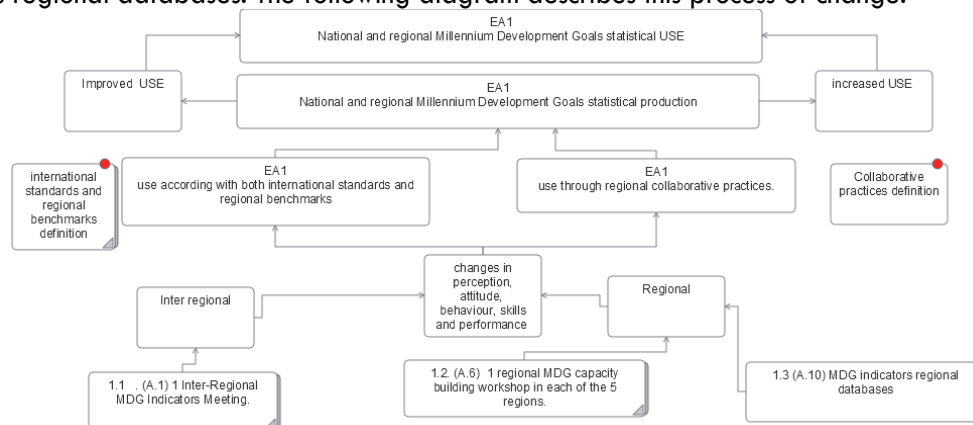 s regional databases. The following diagram describes this process of change.
EA1
National and regional Millennium Development Goals statistical USE
Improved USE
EA1
National and regional Millennium Development Goals statistical production
increased USE
international
standards and
regional
benchmarks
definition
EA1
use according with both international standards and
regional benchmarks
EA1
use through regional collaborative practices.
Collaborative
practices definition
changes in
perception,
attitude,
behaviour, skills
and performance
Inter regional
Regional
1.1 . (A.1) 1 Inter-Regional
MDG Indicators Meeting.
1.2. (A.6) 1 regional MDG capacity
building workshop in each of the 5
regions.
1.3 (A.10) MDG indicators regional
databases